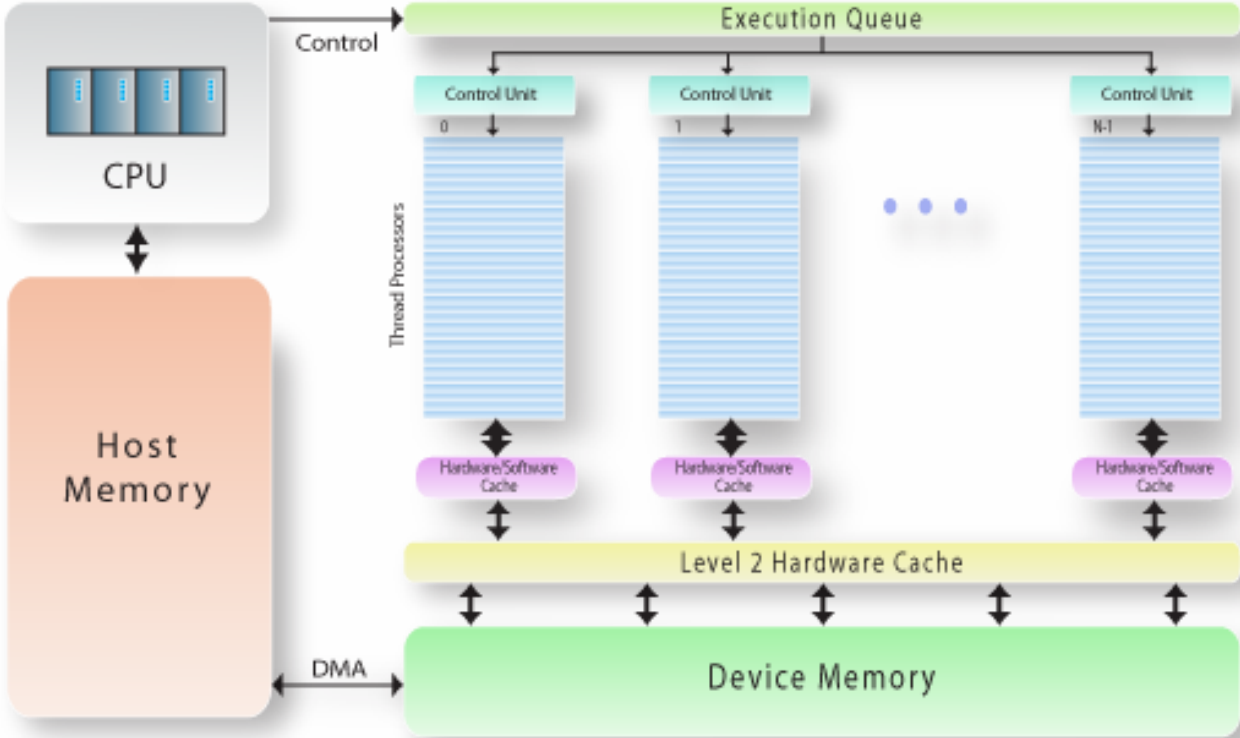 Execution Queue
Control
CPU
Control Unit
Control Unit
Control Unit
0
1
N-1
Thread Processors
Host
Memory
Hardware/Software
Cache
Hardware/Software
Cache
Hardware/Software
Cache
Level 2 Hardware Cache
DMA
Device Memory